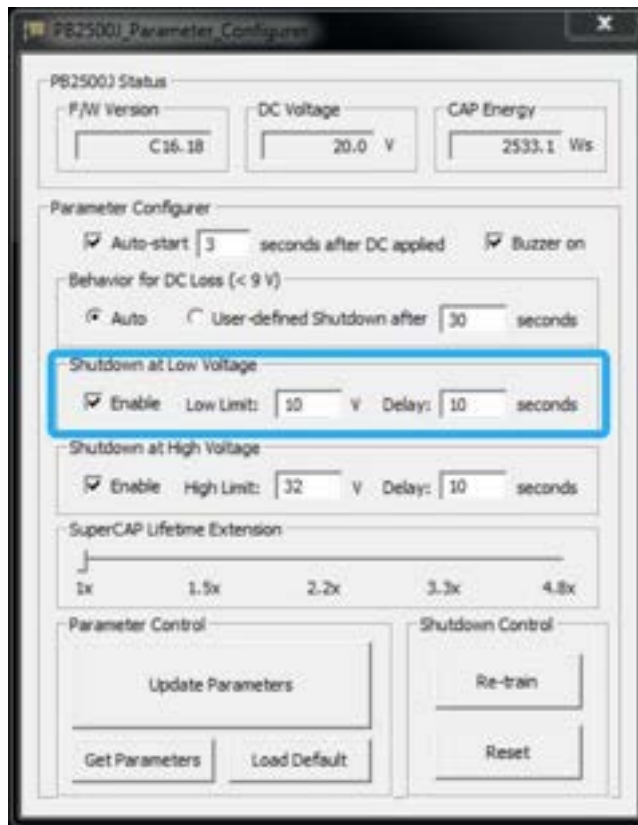 PB2500J_Parameter_Configurer
PB2500J Status
F/W Version
DC Voltage
CAP Energy
C16.18
20.0 V
2533.1 Ws
Parameter Configurer
Auto-start 3 seconds after DC applied
Buzzer on
Behavior for DC Loss (< 9 V)
Auto
User-defined Shutdown after 30 seconds
Shutdown at Low Voltage
Enable Low Limit: 10 V Delay: 10 seconds
Shutdown at High Voltage
Enable High Limit: 32 V Delay: 10 seconds
SuperCAP Lifetime Extension
1x 1.5x 2.2x 3.3x 4.8x
Parameter Control
Shutdown Control
Update Parameters
Re-train
Get Parameters
Load Default
Reset